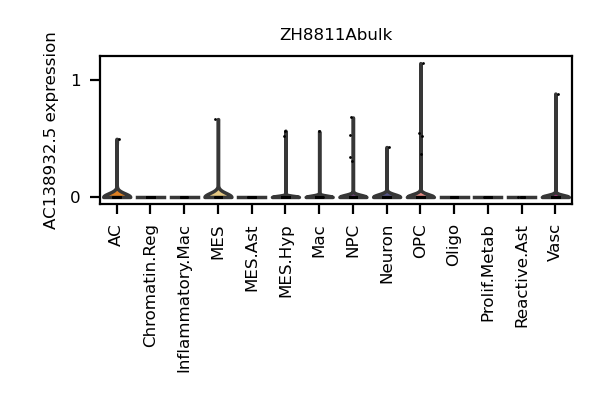 ZH8811Abulk
AC138932.5 expression
1
0
AC
Chromatin.Reg
Inflammatory.Mac
MES
MES.Ast
MES.Hyp
Mac
NPC
Neuron
OPC
Oligo
Prolif.Metab
Reactive.Ast
Vasc